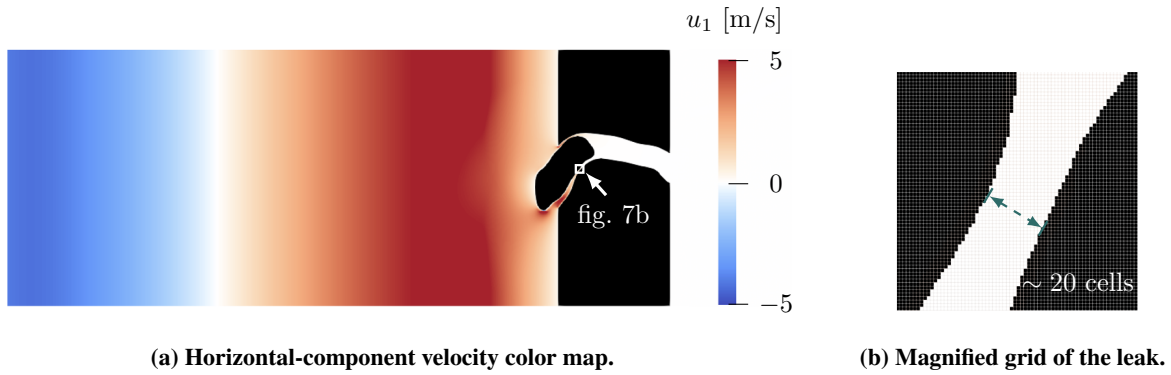 u₁ [m/s]
5
0
−5
fig. 7b
∼ 20 cells
(a) Horizontal-component velocity color map.
(b) Magnified grid of the leak.